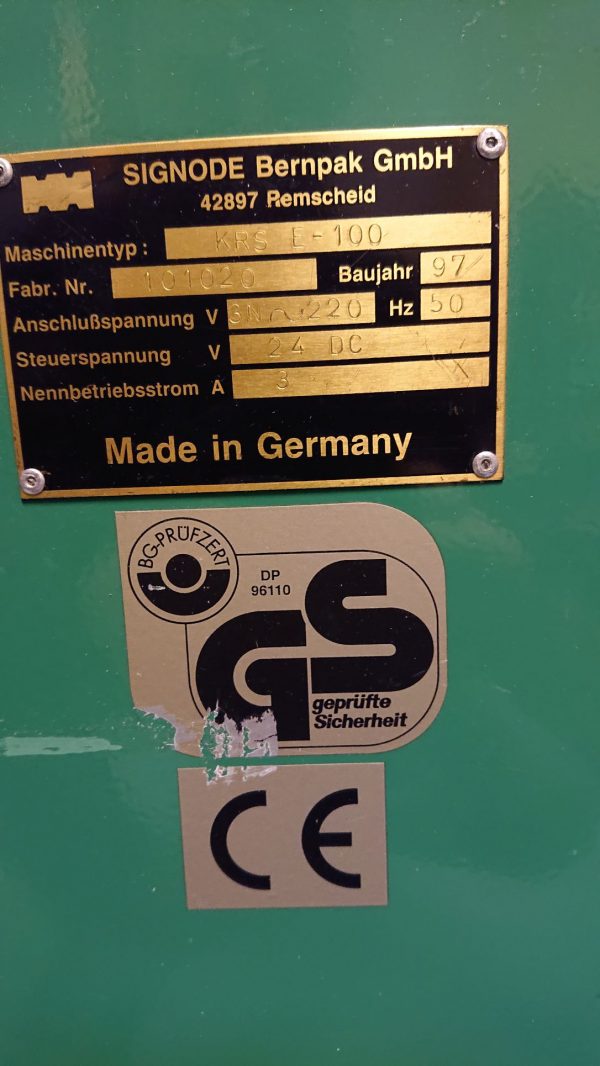 SIGNODE Bernpak GmbH
42897 Remscheid
Maschinentyp: KRS E-100
Fabr. Nr. 101020 Baujahr 97
Anschlußspannung V 3N~220 Hz 50
Steuerspannung V 24 DC
Nennbetriebsstrom A 3
Made in Germany
BG-PRÜFZERT
DP
96110
GS
geprüfte
Sicherheit
CE